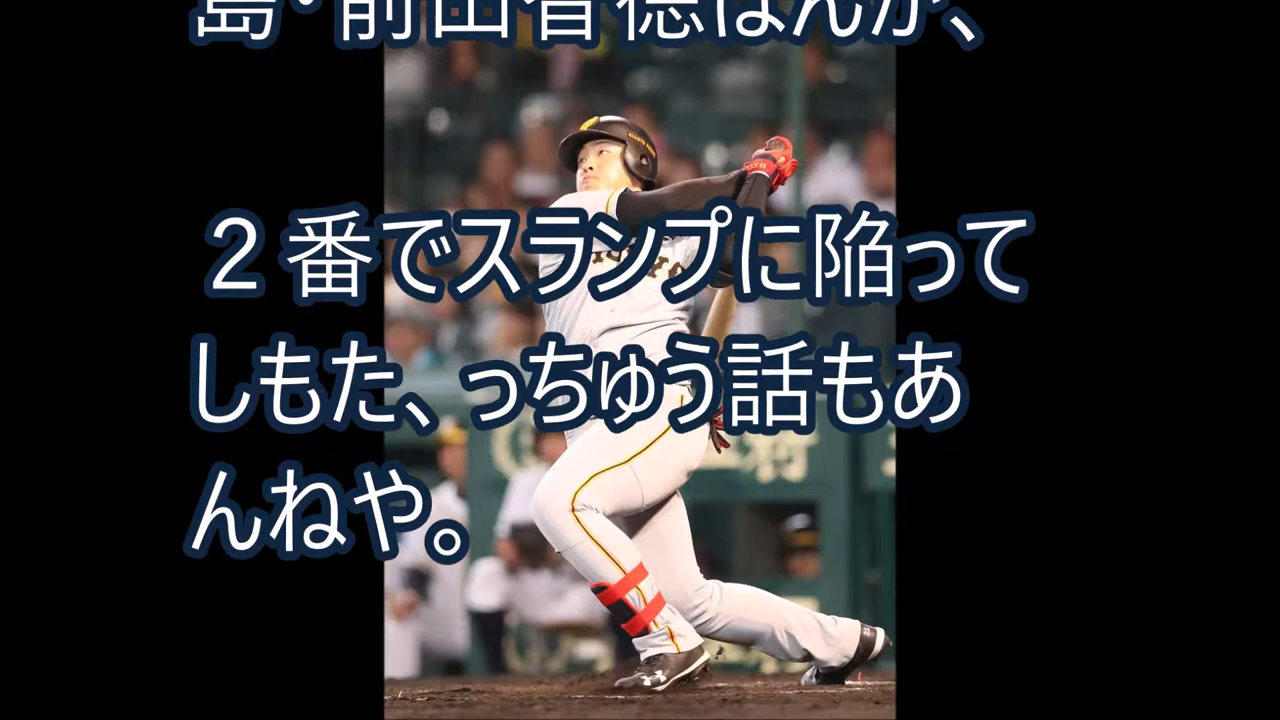 島・前田智徳はんが、
２番でスランプに陥って
しもた、っちゅう話もあ
んねや。